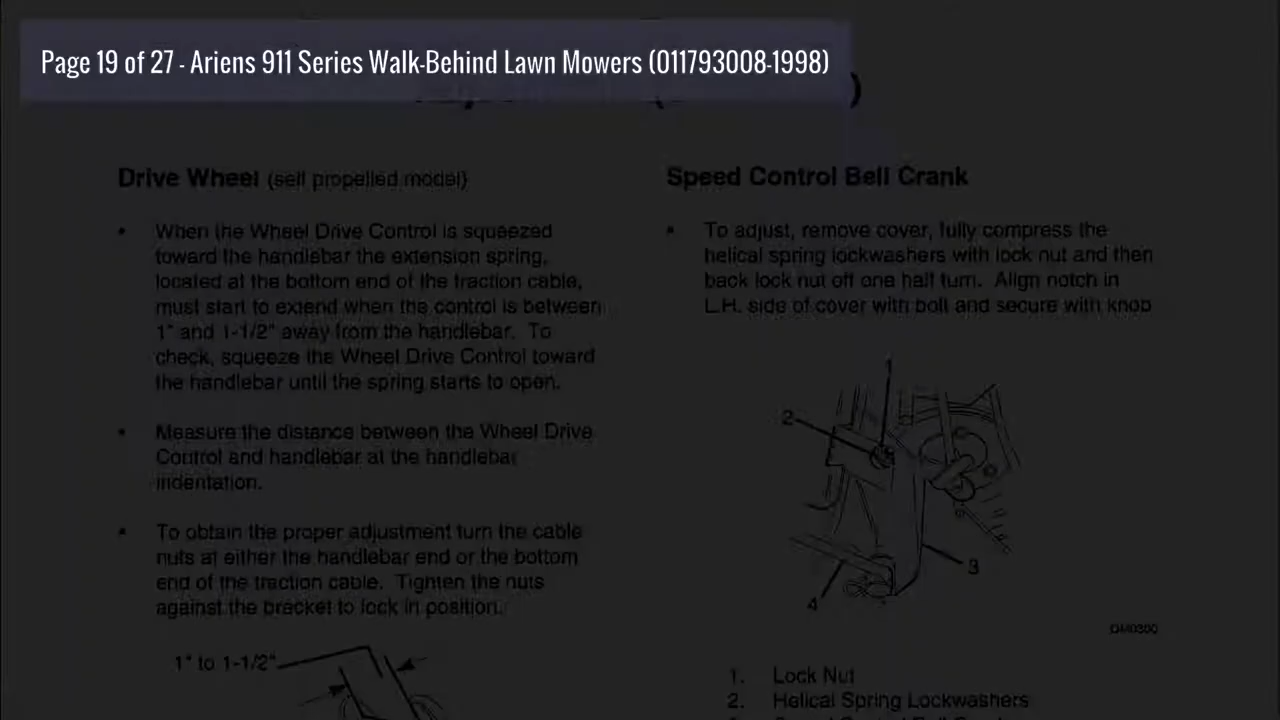 Page 19 of 27 - Ariens 911 Series Walk-Behind Lawn Mowers (011793008-1998)
Drive Wheel (self propelled model)
• When the Wheel Drive Control is squeezed
toward the handlebar the extension spring,
located at the bottom end of the traction cable,
must start to extend when the control is between
1" and 1-1/2" away from the handlebar. To
check, squeeze the Wheel Drive Control toward
the handlebar until the spring starts to open.
• Measure the distance between the Wheel Drive
Control and handlebar at the handlebar
indentation.
• To obtain the proper adjustment turn the cable
nuts at either the handlebar end or the bottom
end of the traction cable. Tighten the nuts
against the bracket to lock in position.
1" to 1-1/2"
Speed Control Bell Crank
• To adjust, remove cover, fully compress the
helical spring lockwashers with lock nut and then
back lock nut off one half turn. Align notch in
L.H. side of cover with bolt and secure with knob
1
2
3
4
OM0300
1. Lock Nut
2. Helical Spring Lockwashers